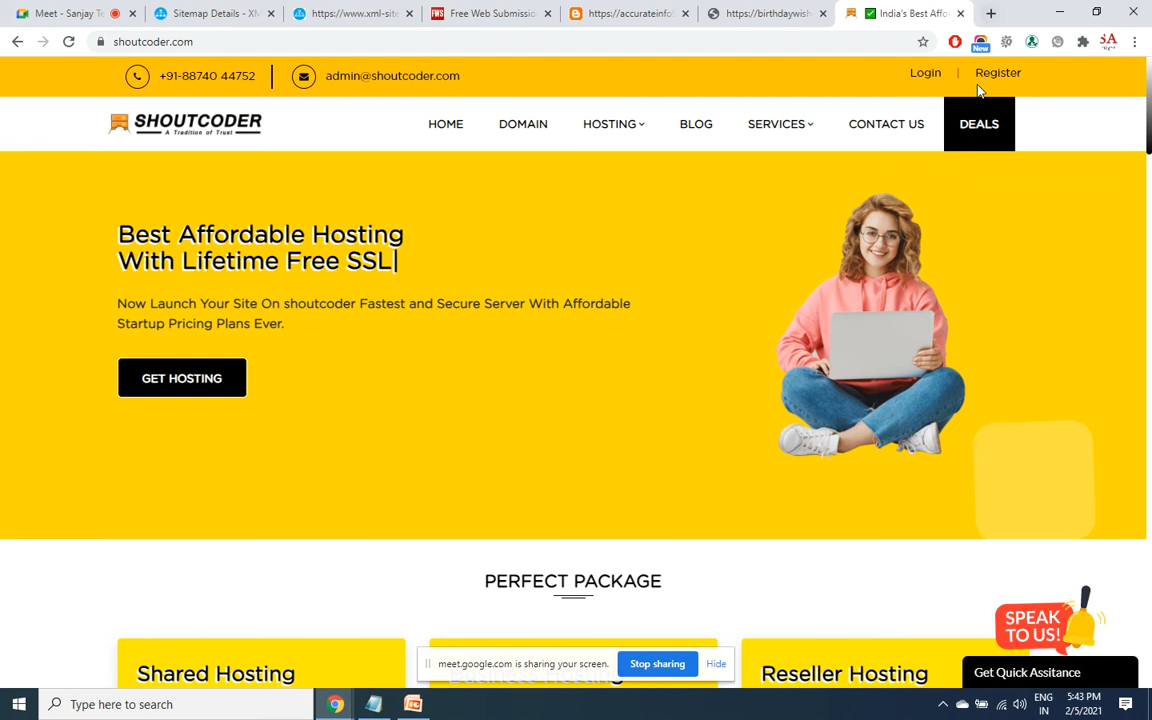 Meet - Sanjay T
Sitemap Details - XM
https://www.xml-site
FWS
Free Web Submissio
https://accurateinfo
https://birthdaywish
India's Best Affo
shoutcoder.com
New
+91-88740 44752
admin@shoutcoder.com
Login | Register
SHOUTCODER
A Tradition of Trust
HOME
DOMAIN
HOSTING
BLOG
SERVICES
CONTACT US
DEALS
Best Affordable Hosting
With Lifetime Free SSL|
Now Launch Your Site On shoutcoder Fastest and Secure Server With Affordable
Startup Pricing Plans Ever.
GET HOSTING
PERFECT PACKAGE
SPEAK
TO US!
Shared Hosting
Business Hosting
Reseller Hosting
meet.google.com is sharing your screen.
Stop sharing
Hide
Get Quick Assitance
Type here to search
ENG
IN
5:43 PM
2/5/2021